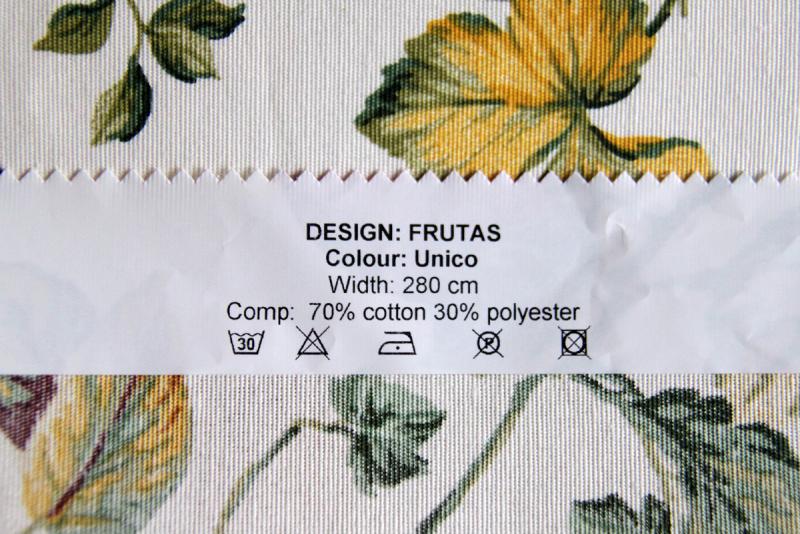 DESIGN: FRUTAS
Colour: Unico
Width: 280 cm
Comp: 70% cotton 30% polyester
30 P